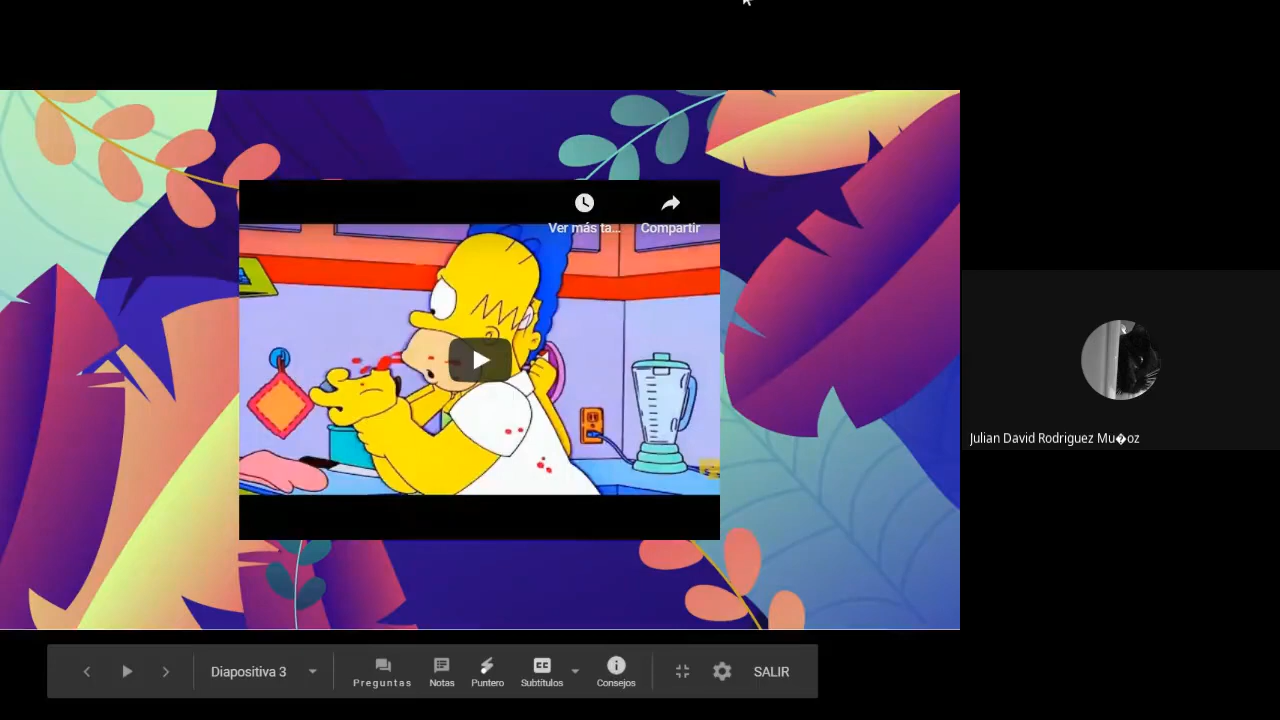 Ver más ta...
Compartir
Julian David Rodriguez Mu�oz
Diapositiva 3
Preguntas
Notas
Puntero
Subtítulos
Consejos
SALIR